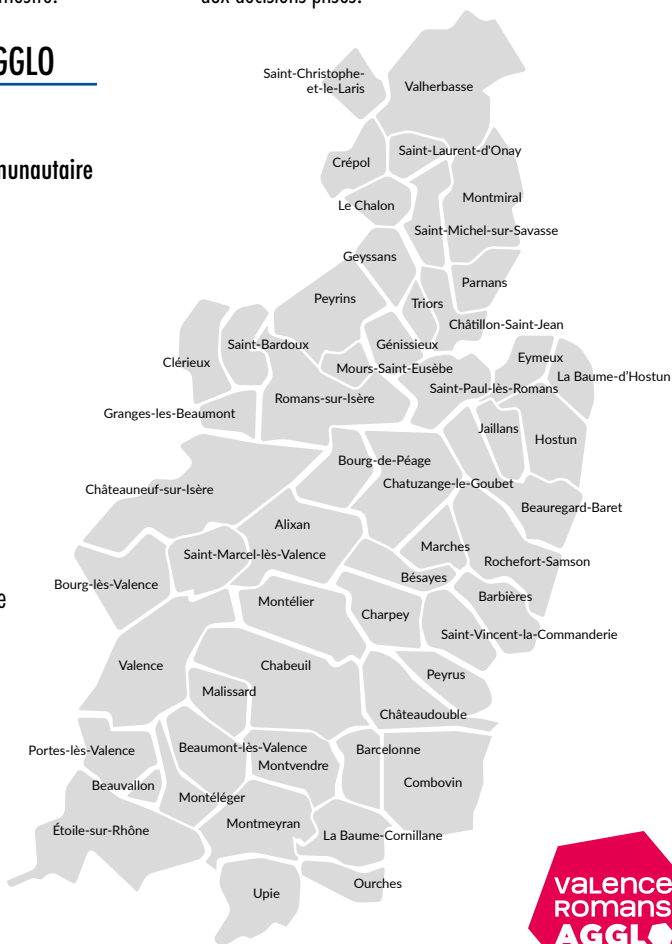 aux décisions prises.
GGLO
Saint-Christophe-
et-le-Laris
Valherbasse
Crépol
Saint-Laurent-d'Onay
munautaire
Le Chalon
Montmiral
Saint-Michel-sur-Savasse
Geyssans
Parnans
Peyrins
Triors
Châtillon-Saint-Jean
Saint-Bardoux
Génissieux
Clérieux
Eymeux
Mours-Saint-Eusèbe
La Baume-d'Hostun
Saint-Paul-lès-Romans
Romans-sur-Isère
Granges-les-Beaumont
Jaillans
Hostun
Bourg-de-Péage
Chatuzange-le-Goubet
Châteauneuf-sur-Isère
Beauregard-Baret
Alixan
Marches
Saint-Marcel-lès-Valence
Rochefort-Samson
Bésayes
Bourg-lès-Valence
Barbières
e
Montélier
Charpey
Saint-Vincent-la-Commanderie
Valence
Chabeuil
Peyrus
Malissard
Châteaudouble
Portes-lès-Valence
Beaumont-lès-Valence
Barcelonne
Montvendre
Beauvallon
Combovin
Montéléger
Étoile-sur-Rhône
Montmeyran
La Baume-Cornillane
Upie
Ourches
valence
Romans
AGGLO